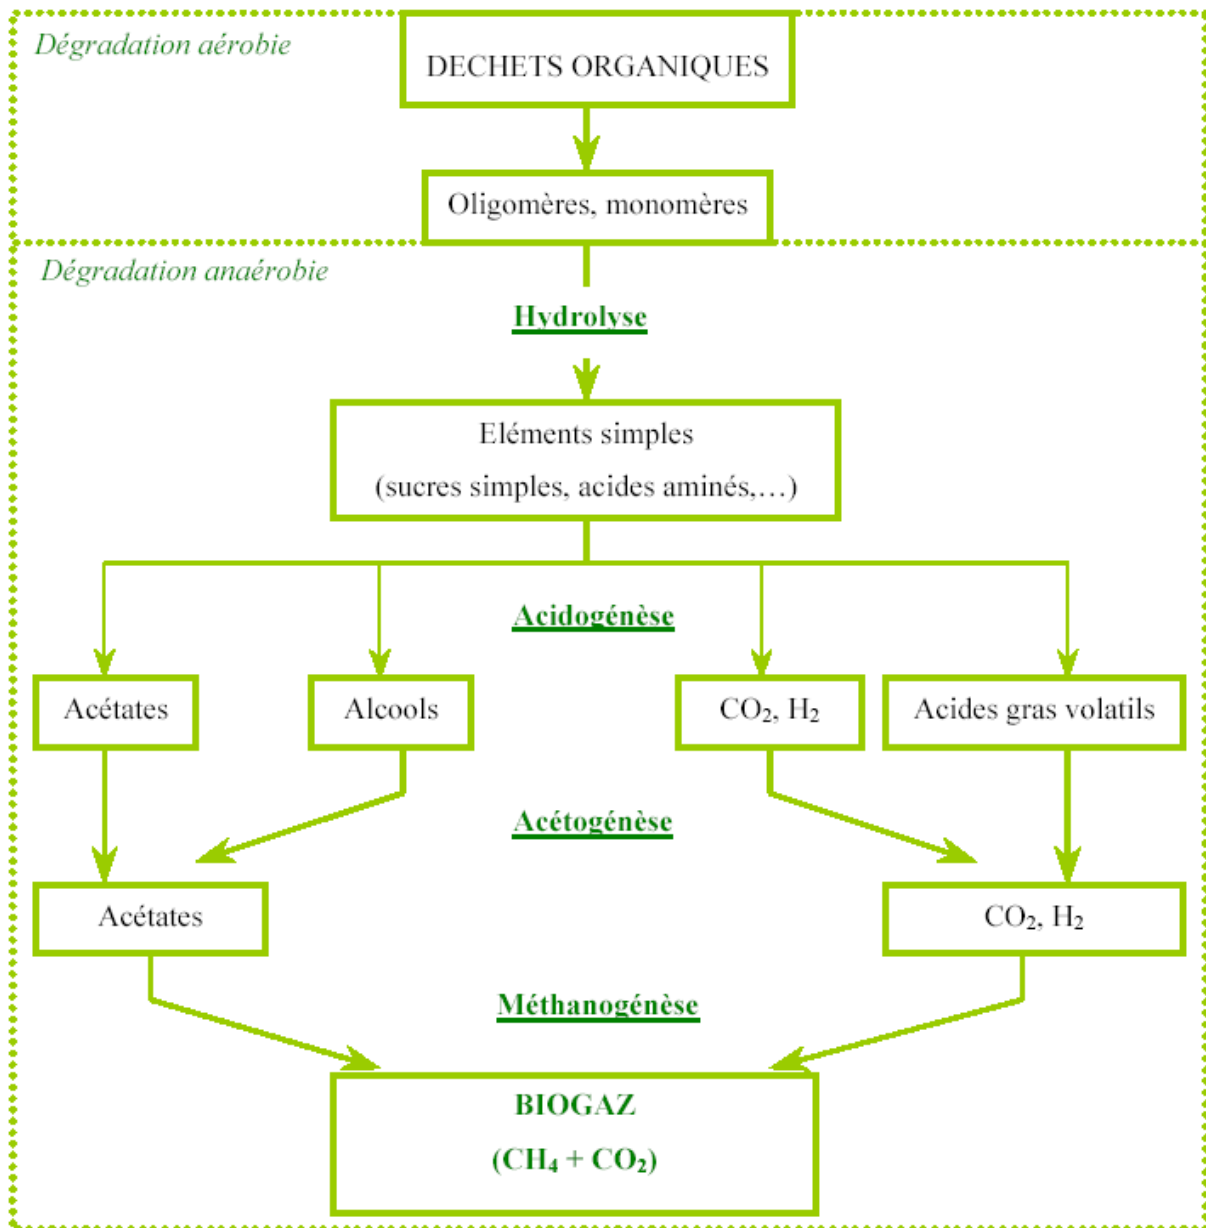 Dégradation aérobie
DECHETS ORGANIQUES
Oligomères, monomères
Dégradation anaérobie
Hydrolyse
Eléments simples
(sucres simples, acides aminés,…)
Acidogénèse
Acétates
Alcools
CO₂, H₂
Acides gras volatils
Acétogénèse
Acétates
CO₂, H₂
Méthanogénèse
BIOGAZ
(CH₄ + CO₂)